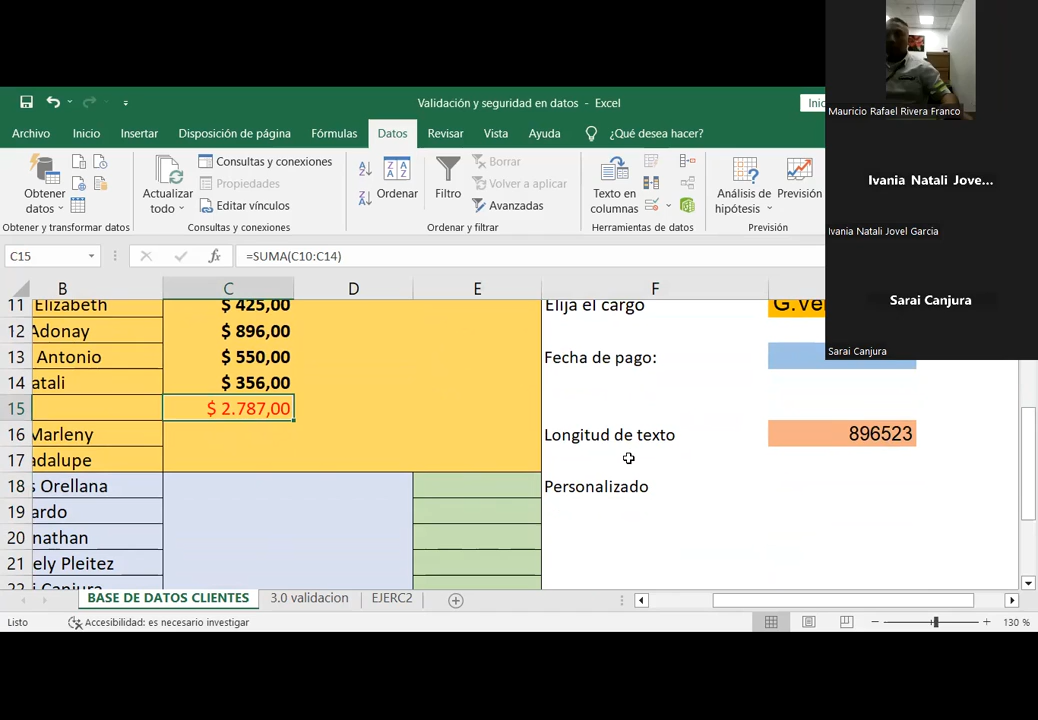 Validación y seguridad en datos - Excel
Archivo Inicio Insertar Disposición de página Fórmulas Datos Revisar Vista Ayuda ¿Qué desea hacer?
Obtener datos
Actualizar todo
Consultas y conexiones
Propiedades
Editar vínculos
Ordenar
Filtro
Borrar
Volver a aplicar
Avanzadas
Texto en columnas
Análisis de hipótesis
Previsión
Obtener y transformar datos
Consultas y conexiones
Ordenar y filtrar
Herramientas de datos
Previsión
C15 fx =SUMA(C10:C14)
B C D E F
11 Elizabeth $ 425,00 Elija el cargo
12 Adonay $ 896,00
13 Antonio $ 550,00 Fecha de pago:
14 atali $ 356,00
15 $ 2.787,00
16 Marleny Longitud de texto 896523
17 adalupe
18 s Orellana Personalizado
19 ardo
20 nathan
21 ely Pleitez
22
BASE DE DATOS CLIENTES 3.0 validacion EJERC2
Listo Accesibilidad: es necesario investigar 130 %
Mauricio Rafael Rivera Franco
Ivania Natali Jove...
Ivania Natali Jovel Garcia
Sarai Canjura
Sarai Canjura